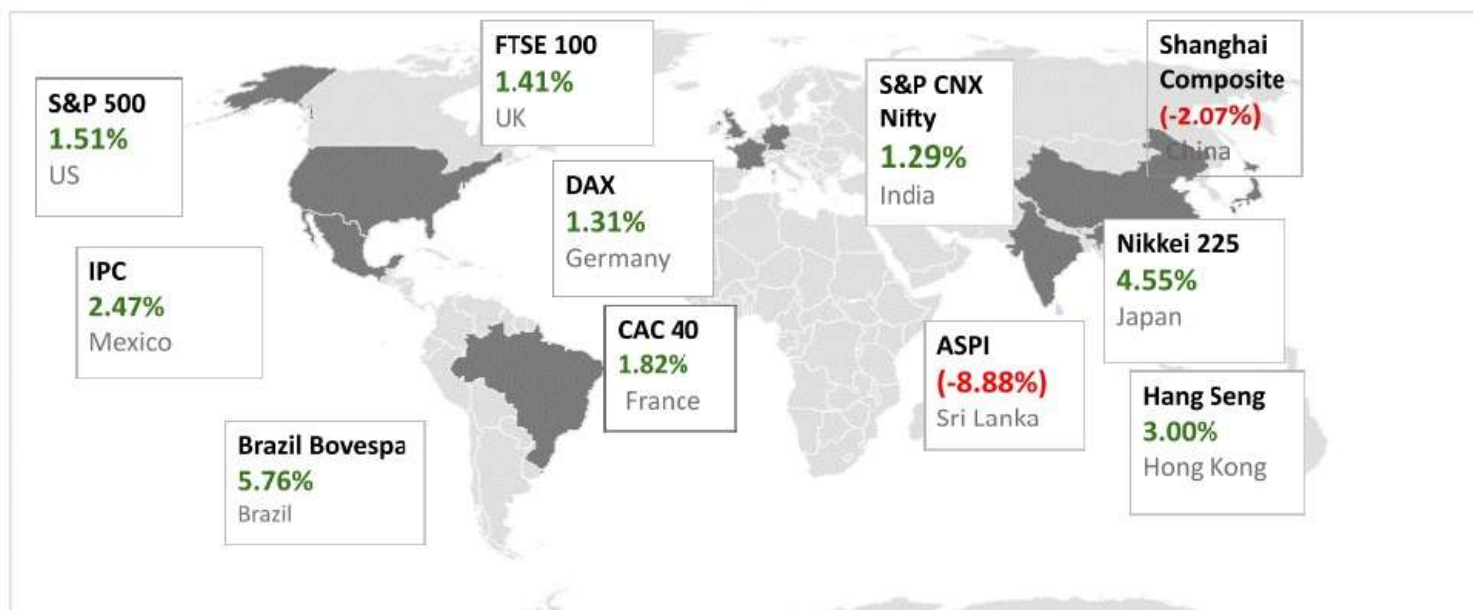 S&P 500
1.51%
US
FTSE 100
1.41%
UK
S&P CNX
Nifty
1.29%
India
Shanghai
Composite
(-2.07%)
China
DAX
1.31%
Germany
IPC
2.47%
Mexico
Nikkei 225
4.55%
Japan
CAC 40
1.82%
France
ASPI
(-8.88%)
Sri Lanka
Hang Seng
3.00%
Hong Kong
Brazil Bovespa
5.76%
Brazil